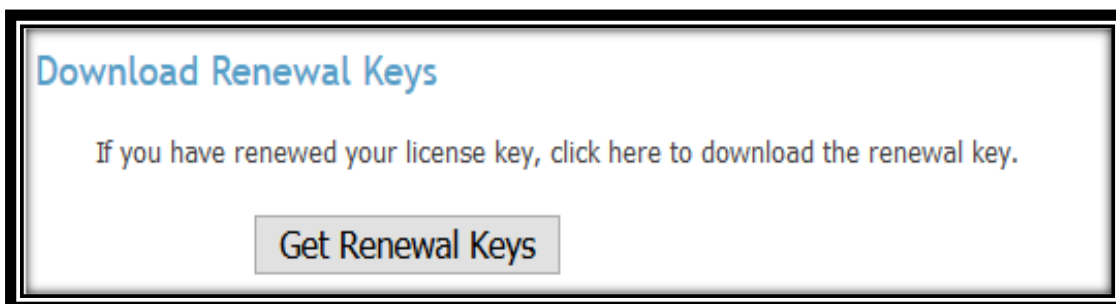 Download Renewal Keys
If you have renewed your license key, click here to download the renewal key.
Get Renewal Keys